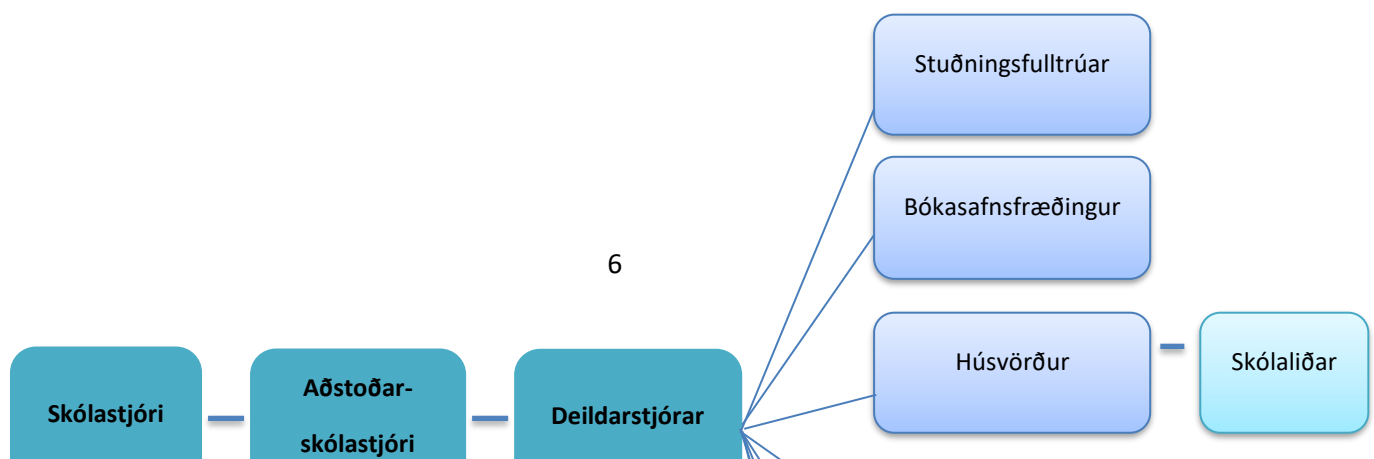 Stuðningsfulltrúar
Bókasafnsfræðingur
6
Húsvörður
Skólaliðar
Skólastjóri
Aðstoðar-
skólastjóri
Deildarstjórar